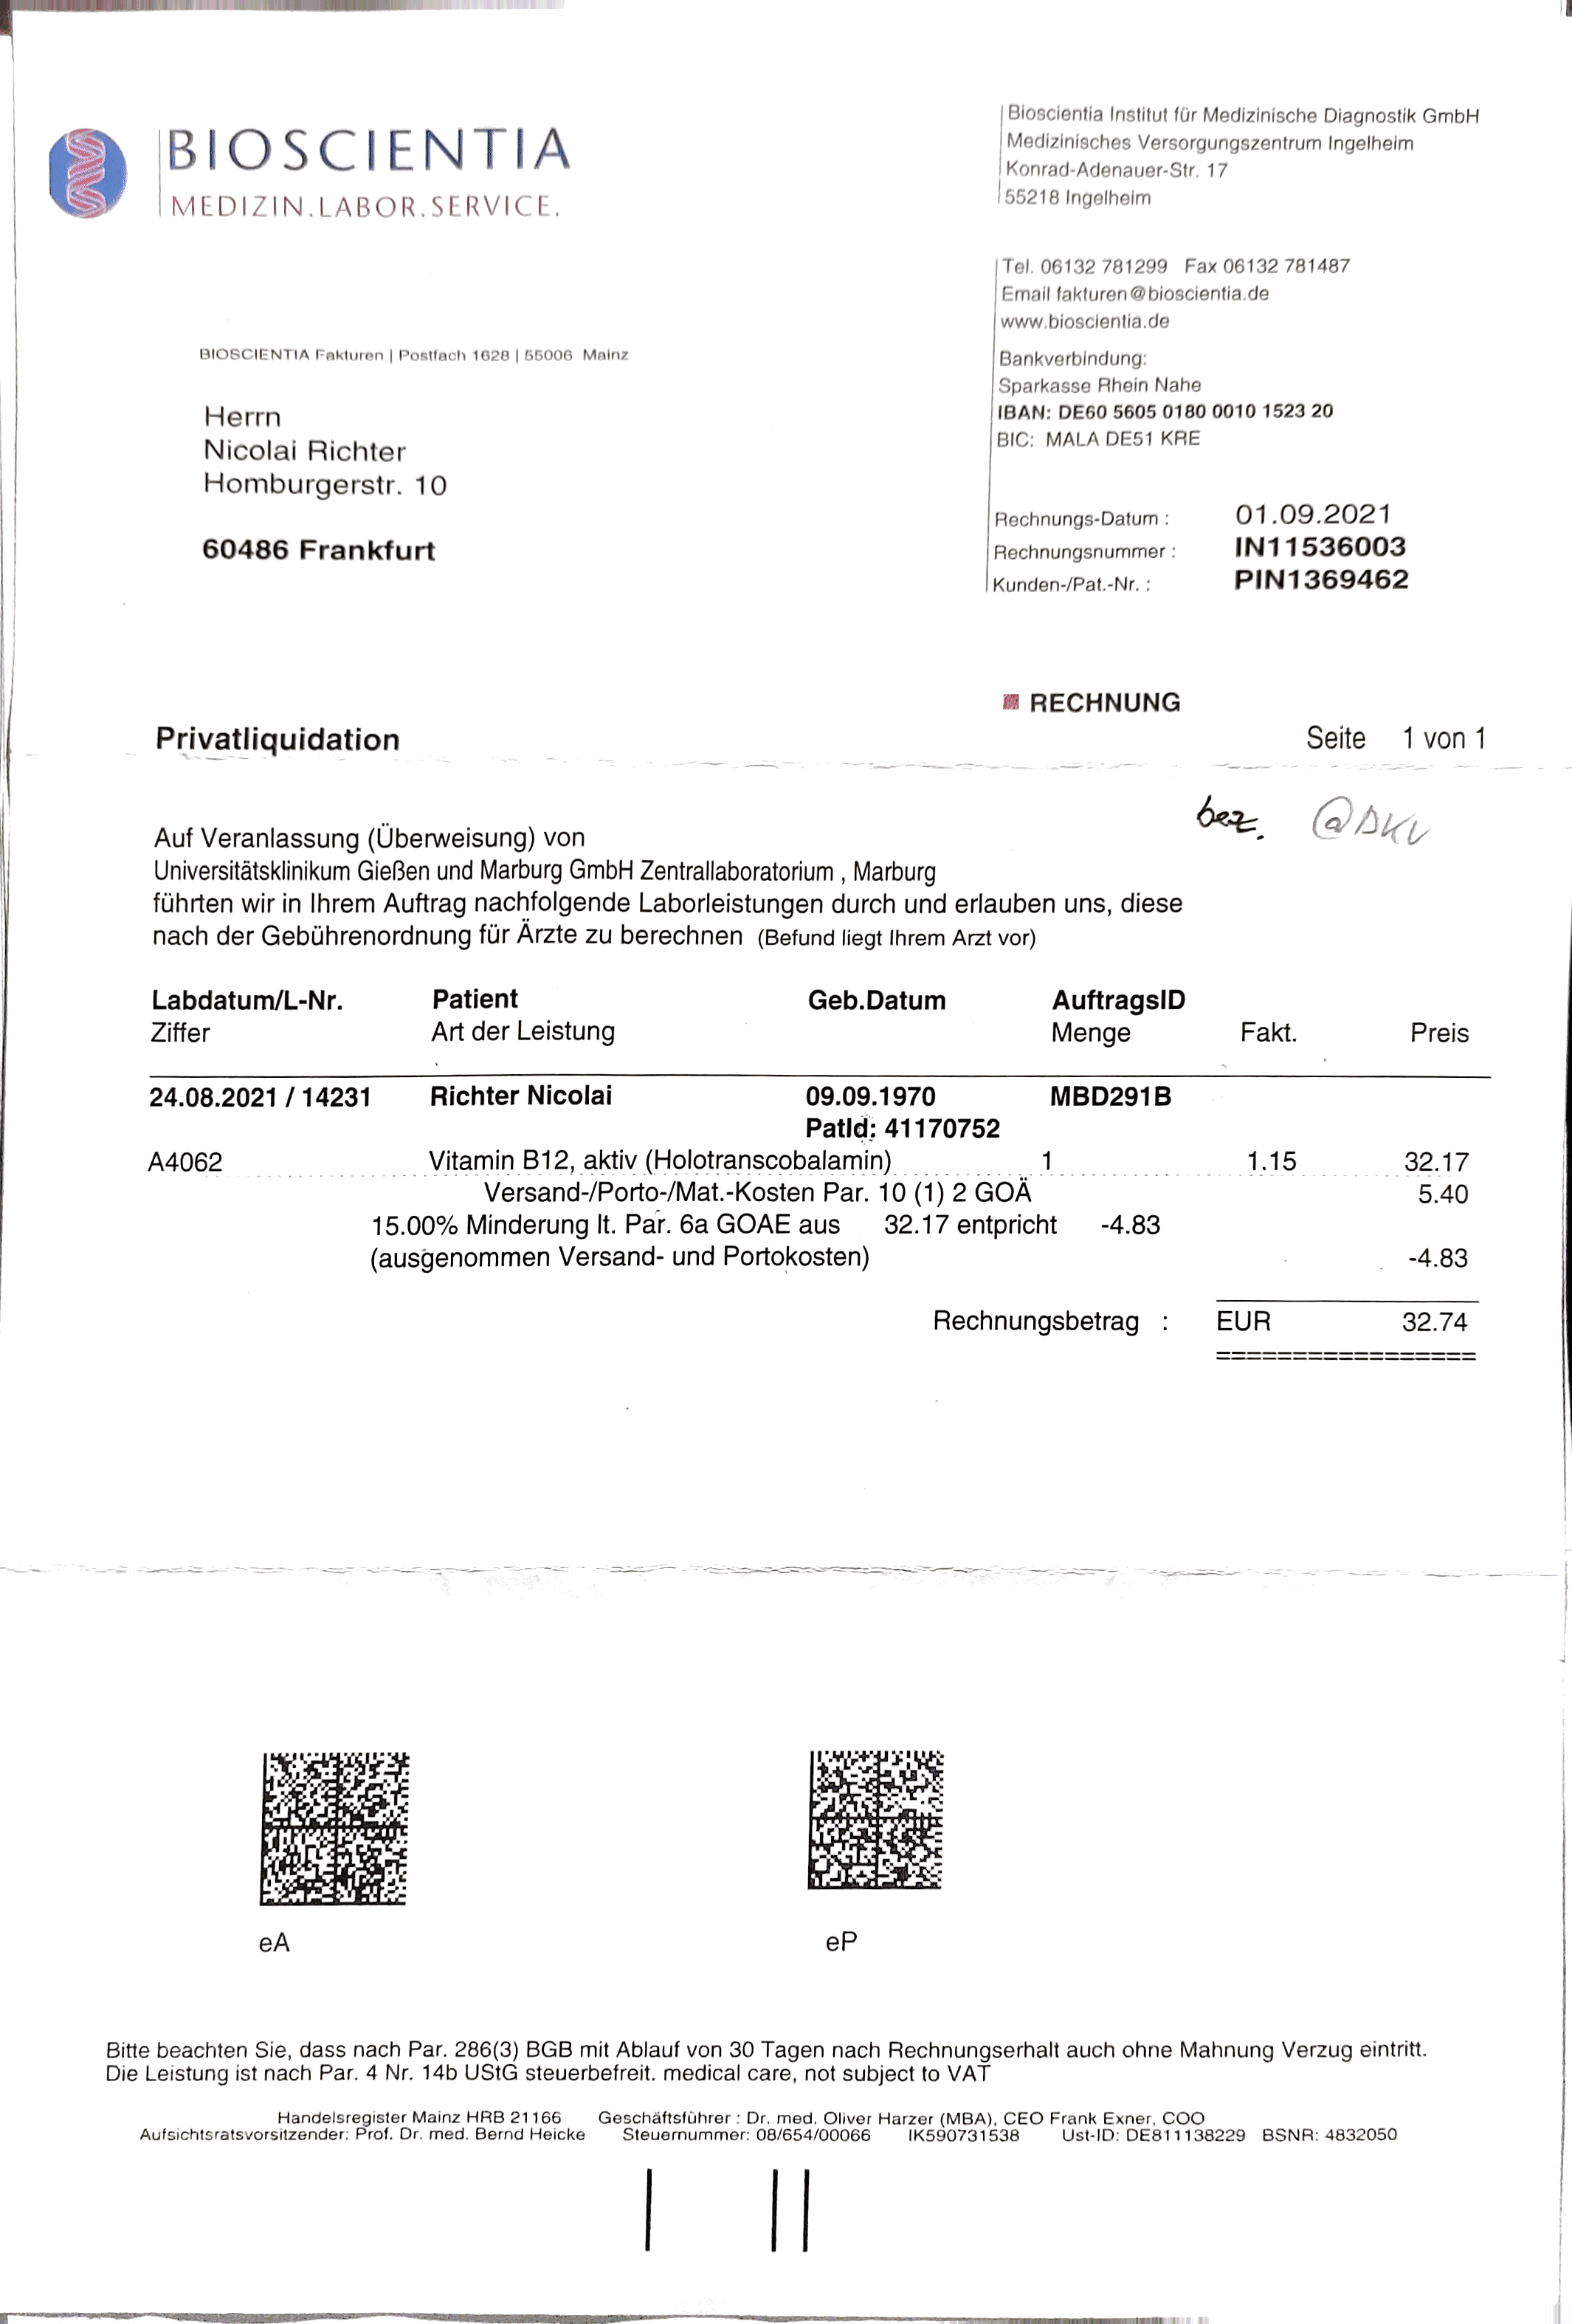 BIOSCIENTIA
MEDIZIN.LABOR.SERVICE.
Bioscientia Institut für Medizinische Diagnostik GmbH
Medizinisches Versorgungszentrum Ingelheim
Konrad-Adenauer-Str. 17
55218 Ingelheim
Tel. 06132 781299 Fax 06132 781487
Email fakturen@bioscientia.de
www.bioscientia.de
BIOSCIENTIA Fakturen | Postfach 1628 | 55006 Mainz
Bankverbindung:
Sparkasse Rhein Nahe
IBAN: DE60 5605 0180 0010 1523 20
BIC: MALA DE51 KRE
Herrn
Nicolai Richter
Homburgerstr. 10
60486 Frankfurt
Rechnungs-Datum : 01.09.2021
Rechnungsnummer : IN11536003
Kunden-/Pat.-Nr. : PIN1369462
RECHNUNG
Privatliquidation
Seite 1 von 1
bez. @DKV
Auf Veranlassung (Überweisung) von
Universitätsklinikum Gießen und Marburg GmbH Zentrallaboratorium , Marburg
führten wir in Ihrem Auftrag nachfolgende Laborleistungen durch und erlauben uns, diese
nach der Gebührenordnung für Ärzte zu berechnen (Befund liegt Ihrem Arzt vor)
Labdatum/L-Nr. Patient Geb.Datum AuftragsID
Ziffer Art der Leistung Menge Fakt. Preis
24.08.2021 / 14231 Richter Nicolai 09.09.1970 MBD291B
PatId: 41170752
A4062 Vitamin B12, aktiv (Holotranscobalamin) 1 1.15 32.17
Versand-/Porto-/Mat.-Kosten Par. 10 (1) 2 GOÄ 5.40
15.00% Minderung lt. Par. 6a GOAE aus 32.17 entpricht -4.83
(ausgenommen Versand- und Portokosten) -4.83
Rechnungsbetrag : EUR 32.74
=================
eA eP
Bitte beachten Sie, dass nach Par. 286(3) BGB mit Ablauf von 30 Tagen nach Rechnungserhalt auch ohne Mahnung Verzug eintritt.
Die Leistung ist nach Par. 4 Nr. 14b UStG steuerbefreit. medical care, not subject to VAT
Handelsregister Mainz HRB 21166 Geschäftsführer : Dr. med. Oliver Harzer (MBA), CEO Frank Exner, COO
Aufsichtsratsvorsitzender: Prof. Dr. med. Bernd Heicke Steuernummer: 08/654/00066 IK590731538 Ust-ID: DE811138229 BSNR: 4832050